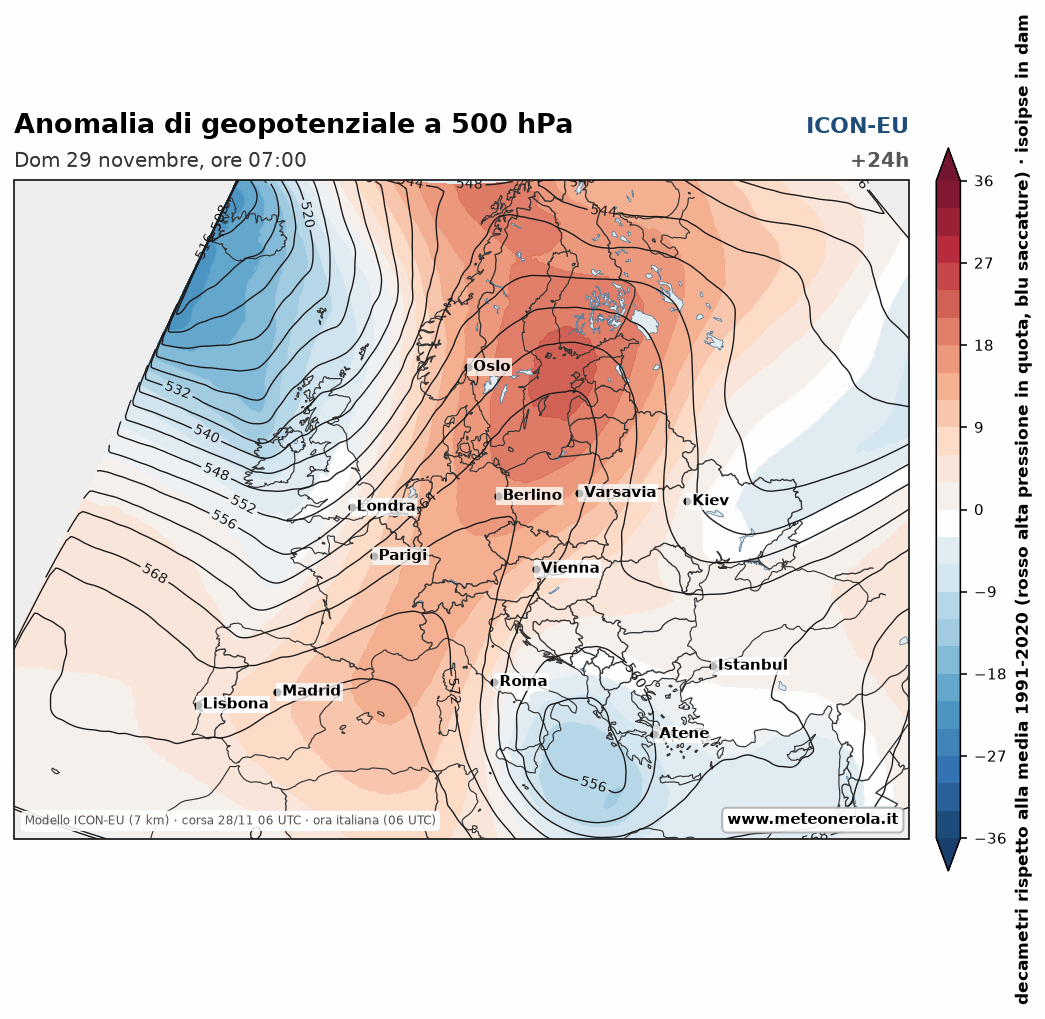 Anomalia di geopotenziale a 500 hPa
ICON-EU
Dom 29 novembre, ore 07:00
+24h
548
544
520
508
516
532
540
548
552
556
568
572
560
556
Oslo
Londra
Berlino
Varsavia
Kiev
Parigi
Vienna
Istanbul
Roma
Madrid
Lisbona
Atene
Modello ICON-EU (7 km) · corsa 28/11 06 UTC · ora italiana (06 UTC)
www.meteonerola.it
36
27
18
9
0
−9
−18
−27
−36
decametri rispetto alla media 1991-2020 (rosso alta pressione in quota, blu saccature) · isoipse in dam